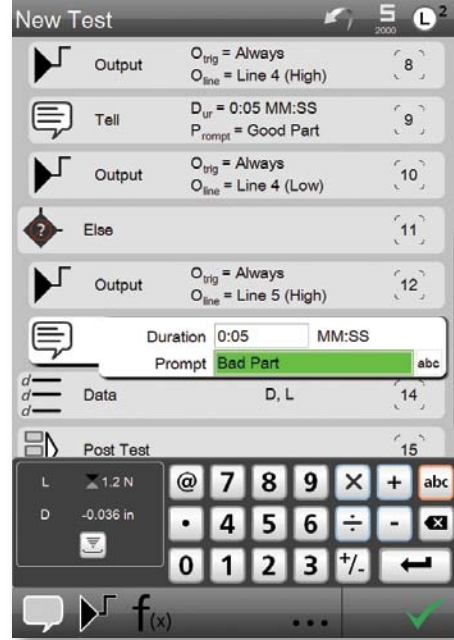 New Test
S
2000
L2
Output
Otrig = Always
Oline = Line 4 (High)
8
Tell
Dur = 0:05 MM:SS
Prompt = Good Part
9
Output
Otrig = Always
Oline = Line 4 (Low)
10
?
Else
11
Output
Otrig = Always
Oline = Line 5 (High)
12
Duration 0:05 MM:SS
Prompt Bad Part abc
d
d
d
Data D, L 14
Post Test 15
L 1.2 N
D -0.036 in
@ 7 8 9 × + abc
• 4 5 6 ÷ -
0 1 2 3 +/-
f(x)
...